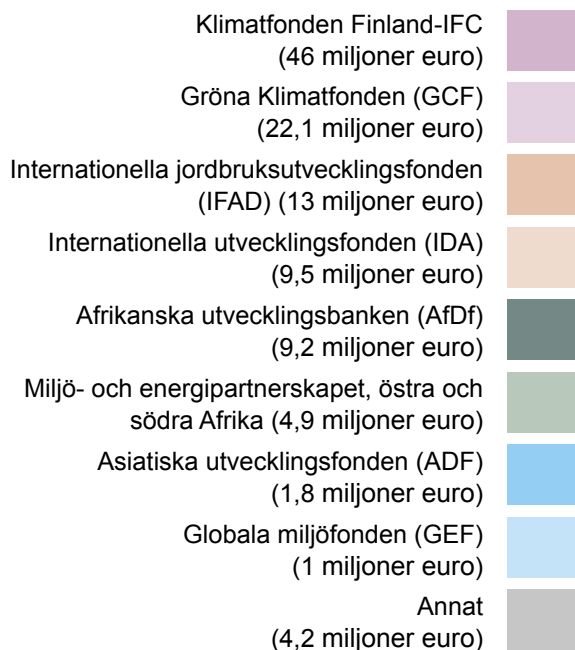 Klimatfonden Finland-IFC
(46 miljoner euro)
Gröna Klimatfonden (GCF)
(22,1 miljoner euro)
Internationella jordbruksutvecklingsfonden
(IFAD) (13 miljoner euro)
Internationella utvecklingsfonden (IDA)
(9,5 miljoner euro)
Afrikanska utvecklingsbanken (AfDf)
(9,2 miljoner euro)
Miljö- och energipartnerskapet, östra och
södra Afrika (4,9 miljoner euro)
Asiatiska utvecklingsfonden (ADF)
(1,8 miljoner euro)
Globala miljöfonden (GEF)
(1 miljoner euro)
Annat
(4,2 miljoner euro)